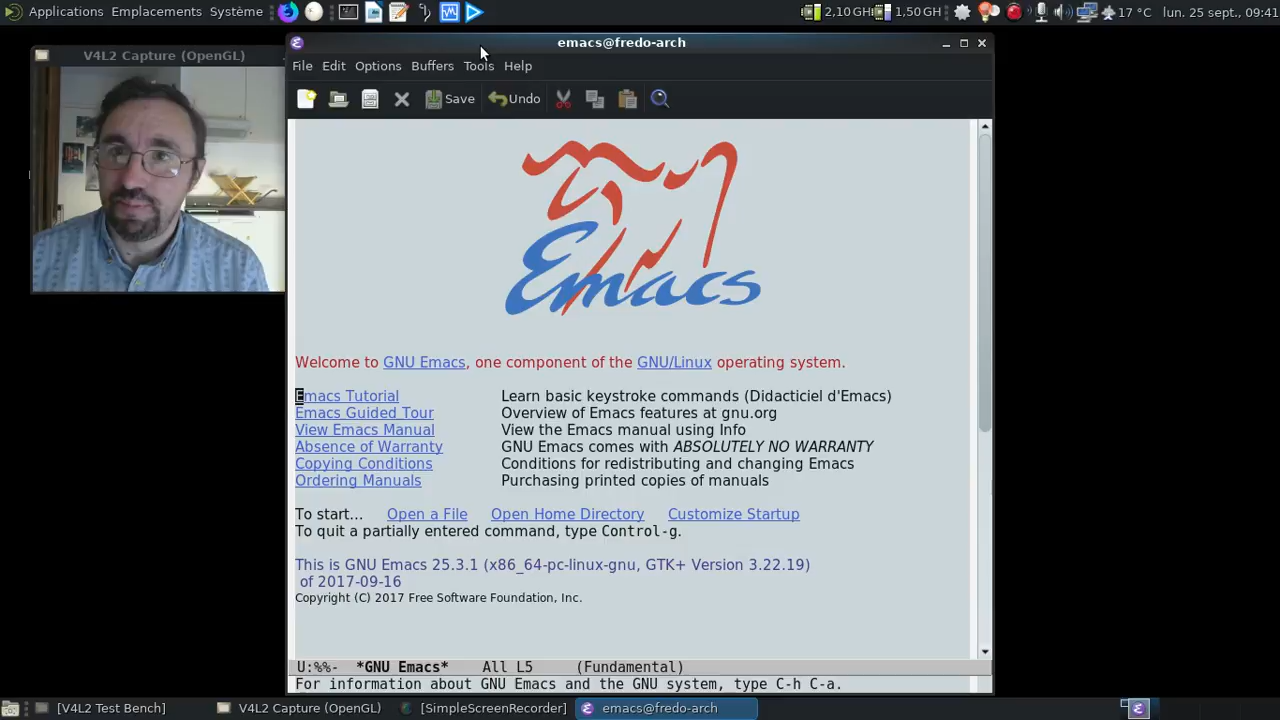 Applications Emplacements Système 2,10 GH 1,50 GH 17 °C lun. 25 sept., 09:41
V4L2 Capture (OpenGL)
emacs@fredo-arch
File Edit Options Buffers Tools Help
Save Undo
Emacs
Welcome to GNU Emacs, one component of the GNU/Linux operating system.
Emacs Tutorial Learn basic keystroke commands (Didacticiel d'Emacs)
Emacs Guided Tour Overview of Emacs features at gnu.org
View Emacs Manual View the Emacs manual using Info
Absence of Warranty GNU Emacs comes with ABSOLUTELY NO WARRANTY
Copying Conditions Conditions for redistributing and changing Emacs
Ordering Manuals Purchasing printed copies of manuals
To start... Open a File Open Home Directory Customize Startup
To quit a partially entered command, type Control-g.
This is GNU Emacs 25.3.1 (x86_64-pc-linux-gnu, GTK+ Version 3.22.19)
of 2017-09-16
Copyright (C) 2017 Free Software Foundation, Inc.
U:%%- *GNU Emacs* All L5 (Fundamental)
For information about GNU Emacs and the GNU system, type C-h C-a.
[V4L2 Test Bench] V4L2 Capture (OpenGL) [SimpleScreenRecorder] emacs@fredo-arch